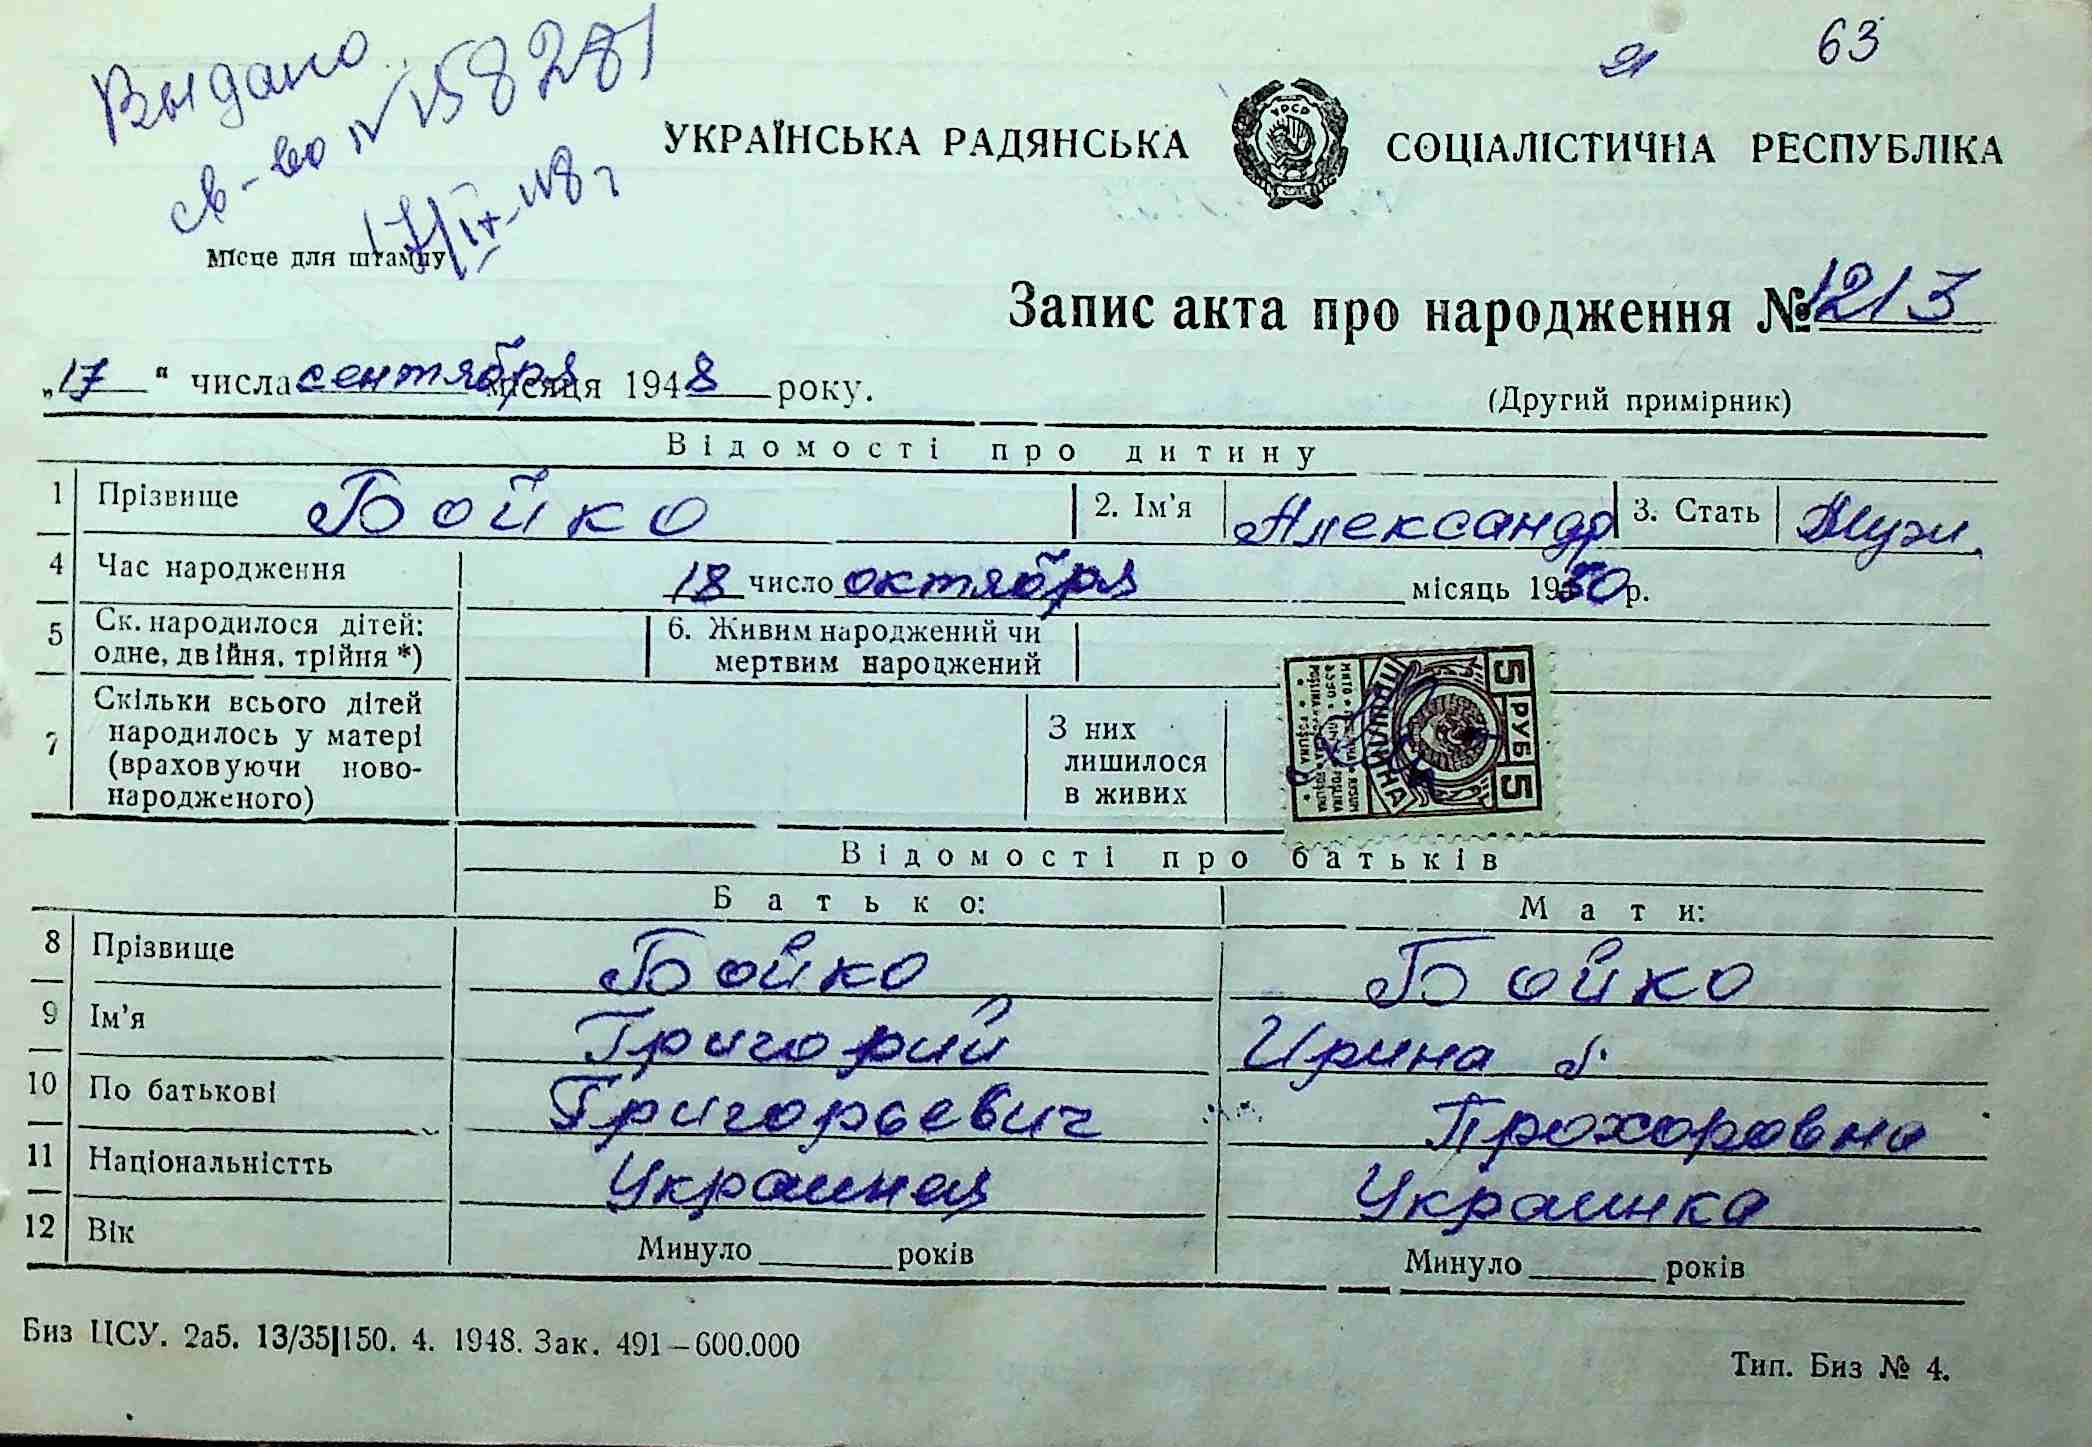 63
Выдано
св-во № 158281
17/IX-48 г
УКРАЇНСЬКА РАДЯНСЬКА СОЦІАЛІСТИЧНА РЕСПУБЛІКА
Місце для штампу
Запис акта про народження № 1213
„17“ числа сентября місяця 1948 року.
(Другий примірник)
Відомості про дитину
1 Прізвище Бойко 2. Ім'я Александр 3. Стать Муж.
4 Час народження 18 число октября місяць 1950 р.
5 Ск. народилося дітей: одне, двійня, трійня *) 6. Живим народжений чи мертвим народжений
7 Скільки всього дітей народилось у матері (враховуючи ново-народженого) З них лишилося в живих
5 РУБ 5
Відомості про батьків
Батько: Мати:
8 Прізвище Бойко Бойко
9 Ім'я Григорий Ирина
10 По батькові Григорьевич Прохоровна
11 Національністть Украинец Украинка
12 Вік Минуло ______ років Минуло ______ років
Биз ЦСУ. 2а5. 13/35|150. 4. 1948. Зак. 491–600.000
Тип. Биз № 4.